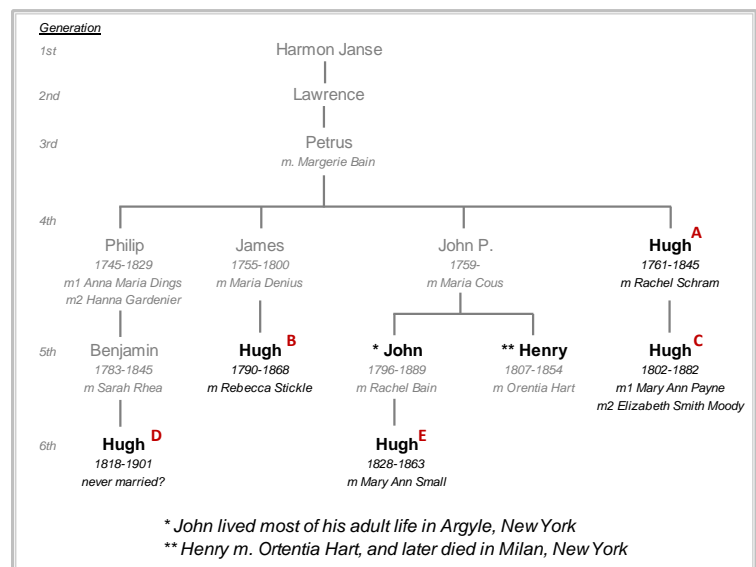 Generation
1st
Harmon Janse
2nd
Lawrence
3rd
Petrus
m. Margerie Bain
4th
Philip
1745-1829
m1 Anna Maria Dings
m2 Hanna Gardenier
James
1755-1800
m Maria Denius
John P.
1759-
m Maria Cous
Hugh A
1761-1845
m Rachel Schram
5th
Benjamin
1783-1845
m Sarah Rhea
Hugh B
1790-1868
m Rebecca Stickle
* John
1796-1889
m Rachel Bain
** Henry
1807-1854
m Orentia Hart
Hugh C
1802-1882
m1 Mary Ann Payne
m2 Elizabeth Smith Moody
6th
Hugh D
1818-1901
never married?
Hugh E
1828-1863
m Mary Ann Small
* John lived most of his adult life in Argyle, New York
** Henry m. Ortentia Hart, and later died in Milan, New York